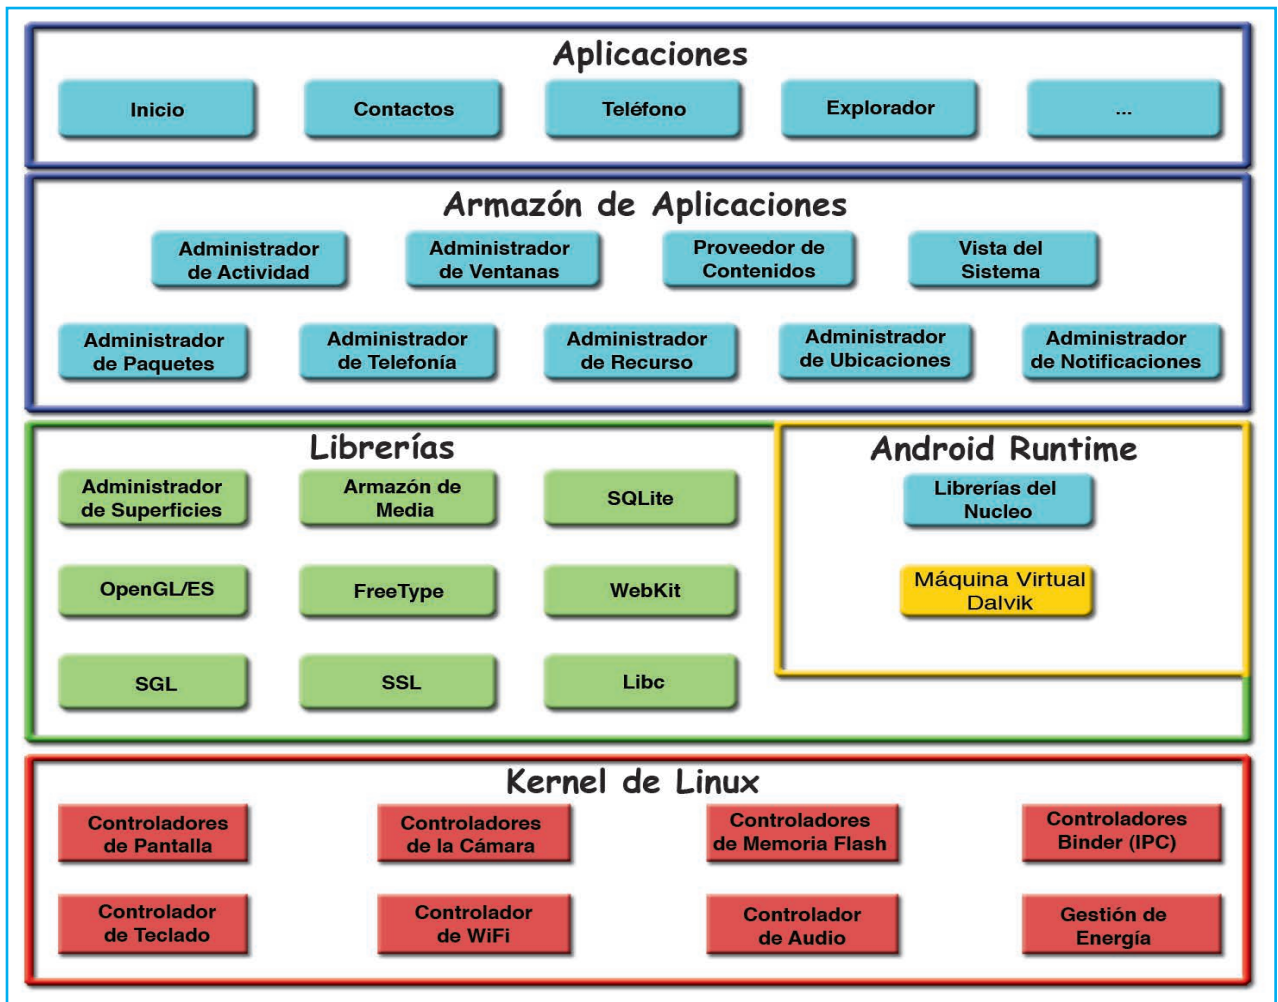 Aplicaciones
Inicio
Contactos
Teléfono
Explorador
...
Armazón de Aplicaciones
Administrador
de Actividad
Administrador
de Ventanas
Proveedor de
Contenidos
Vista del
Sistema
Administrador
de Paquetes
Administrador
de Telefonía
Administrador
de Recurso
Administrador
de Ubicaciones
Administrador
de Notificaciones
Librerías
Administrador
de Superficies
Armazón de
Media
SQLite
OpenGL/ES
FreeType
WebKit
SGL
SSL
Libc
Android Runtime
Librerías del
Nucleo
Máquina Virtual
Dalvik
Kernel de Linux
Controladores
de Pantalla
Controladores
de la Cámara
Controladores
de Memoria Flash
Controladores
Binder (IPC)
Controlador
de Teclado
Controlador
de WiFi
Controlador
de Audio
Gestión de
Energía